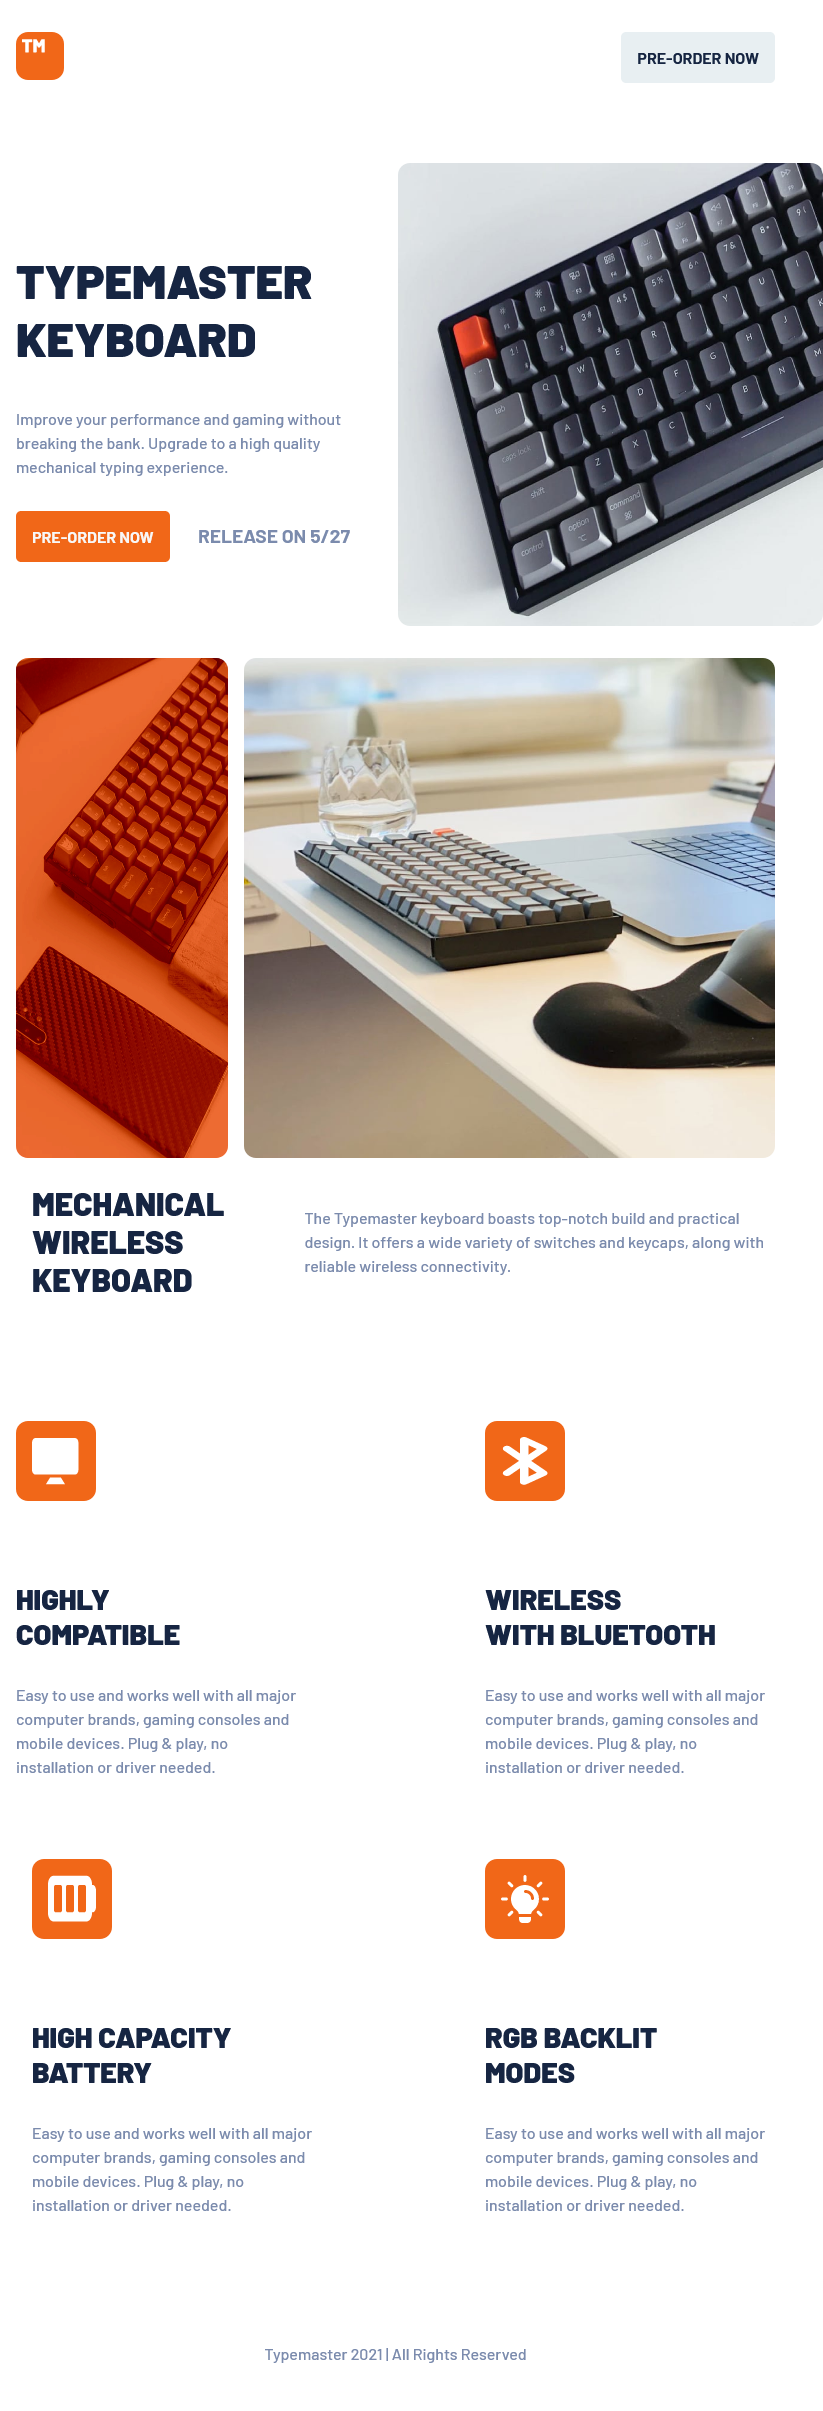 TM
PRE-ORDER NOW
TYPEMASTER
KEYBOARD
Improve your performance and gaming without
breaking the bank. Upgrade to a high quality
mechanical typing experience.
PRE-ORDER NOW
RELEASE ON 5/27
MECHANICAL
WIRELESS
KEYBOARD
The Typemaster keyboard boasts top-notch build and practical
design. It offers a wide variety of switches and keycaps, along with
reliable wireless connectivity.
HIGHLY
COMPATIBLE
Easy to use and works well with all major
computer brands, gaming consoles and
mobile devices. Plug & play, no
installation or driver needed.
WIRELESS
WITH BLUETOOTH
Easy to use and works well with all major
computer brands, gaming consoles and
mobile devices. Plug & play, no
installation or driver needed.
HIGH CAPACITY
BATTERY
Easy to use and works well with all major
computer brands, gaming consoles and
mobile devices. Plug & play, no
installation or driver needed.
RGB BACKLIT
MODES
Easy to use and works well with all major
computer brands, gaming consoles and
mobile devices. Plug & play, no
installation or driver needed.
Typemaster 2021 | All Rights Reserved